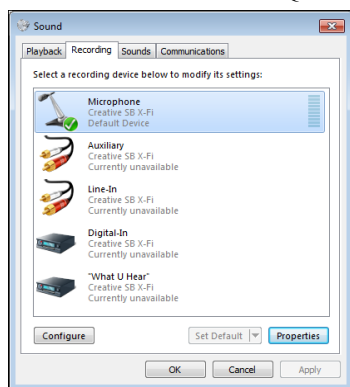 Sound
Playback Recording Sounds Communications
Select a recording device below to modify its settings:
Microphone
Creative SB X-Fi
Default Device
Auxiliary
Creative SB X-Fi
Currently unavailable
Line-In
Creative SB X-Fi
Currently unavailable
Digital-In
Creative SB X-Fi
Currently unavailable
"What U Hear"
Creative SB X-Fi
Currently unavailable
Configure Set Default Properties
OK Cancel Apply